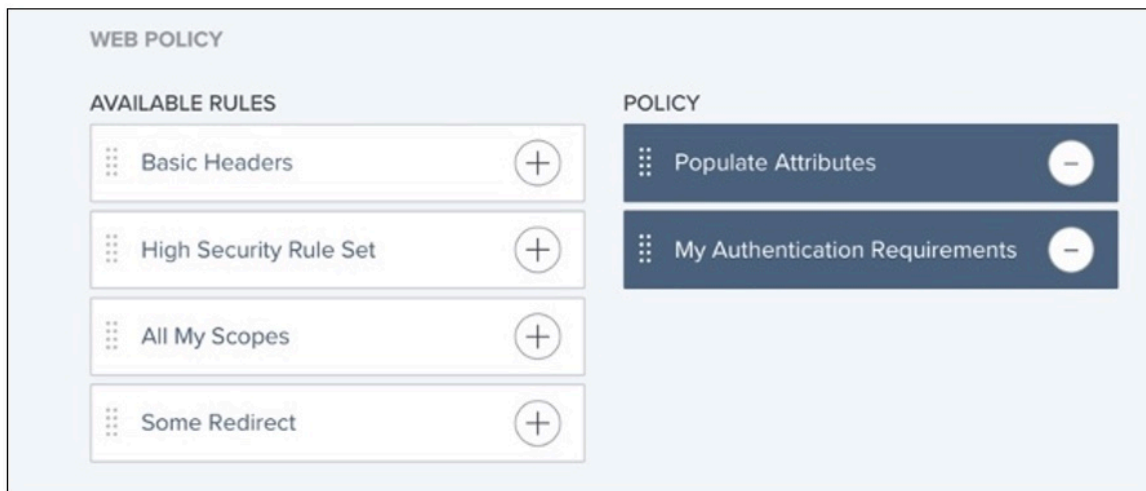 WEB POLICY
AVAILABLE RULES
Basic Headers
High Security Rule Set
All My Scopes
Some Redirect
POLICY
Populate Attributes
My Authentication Requirements